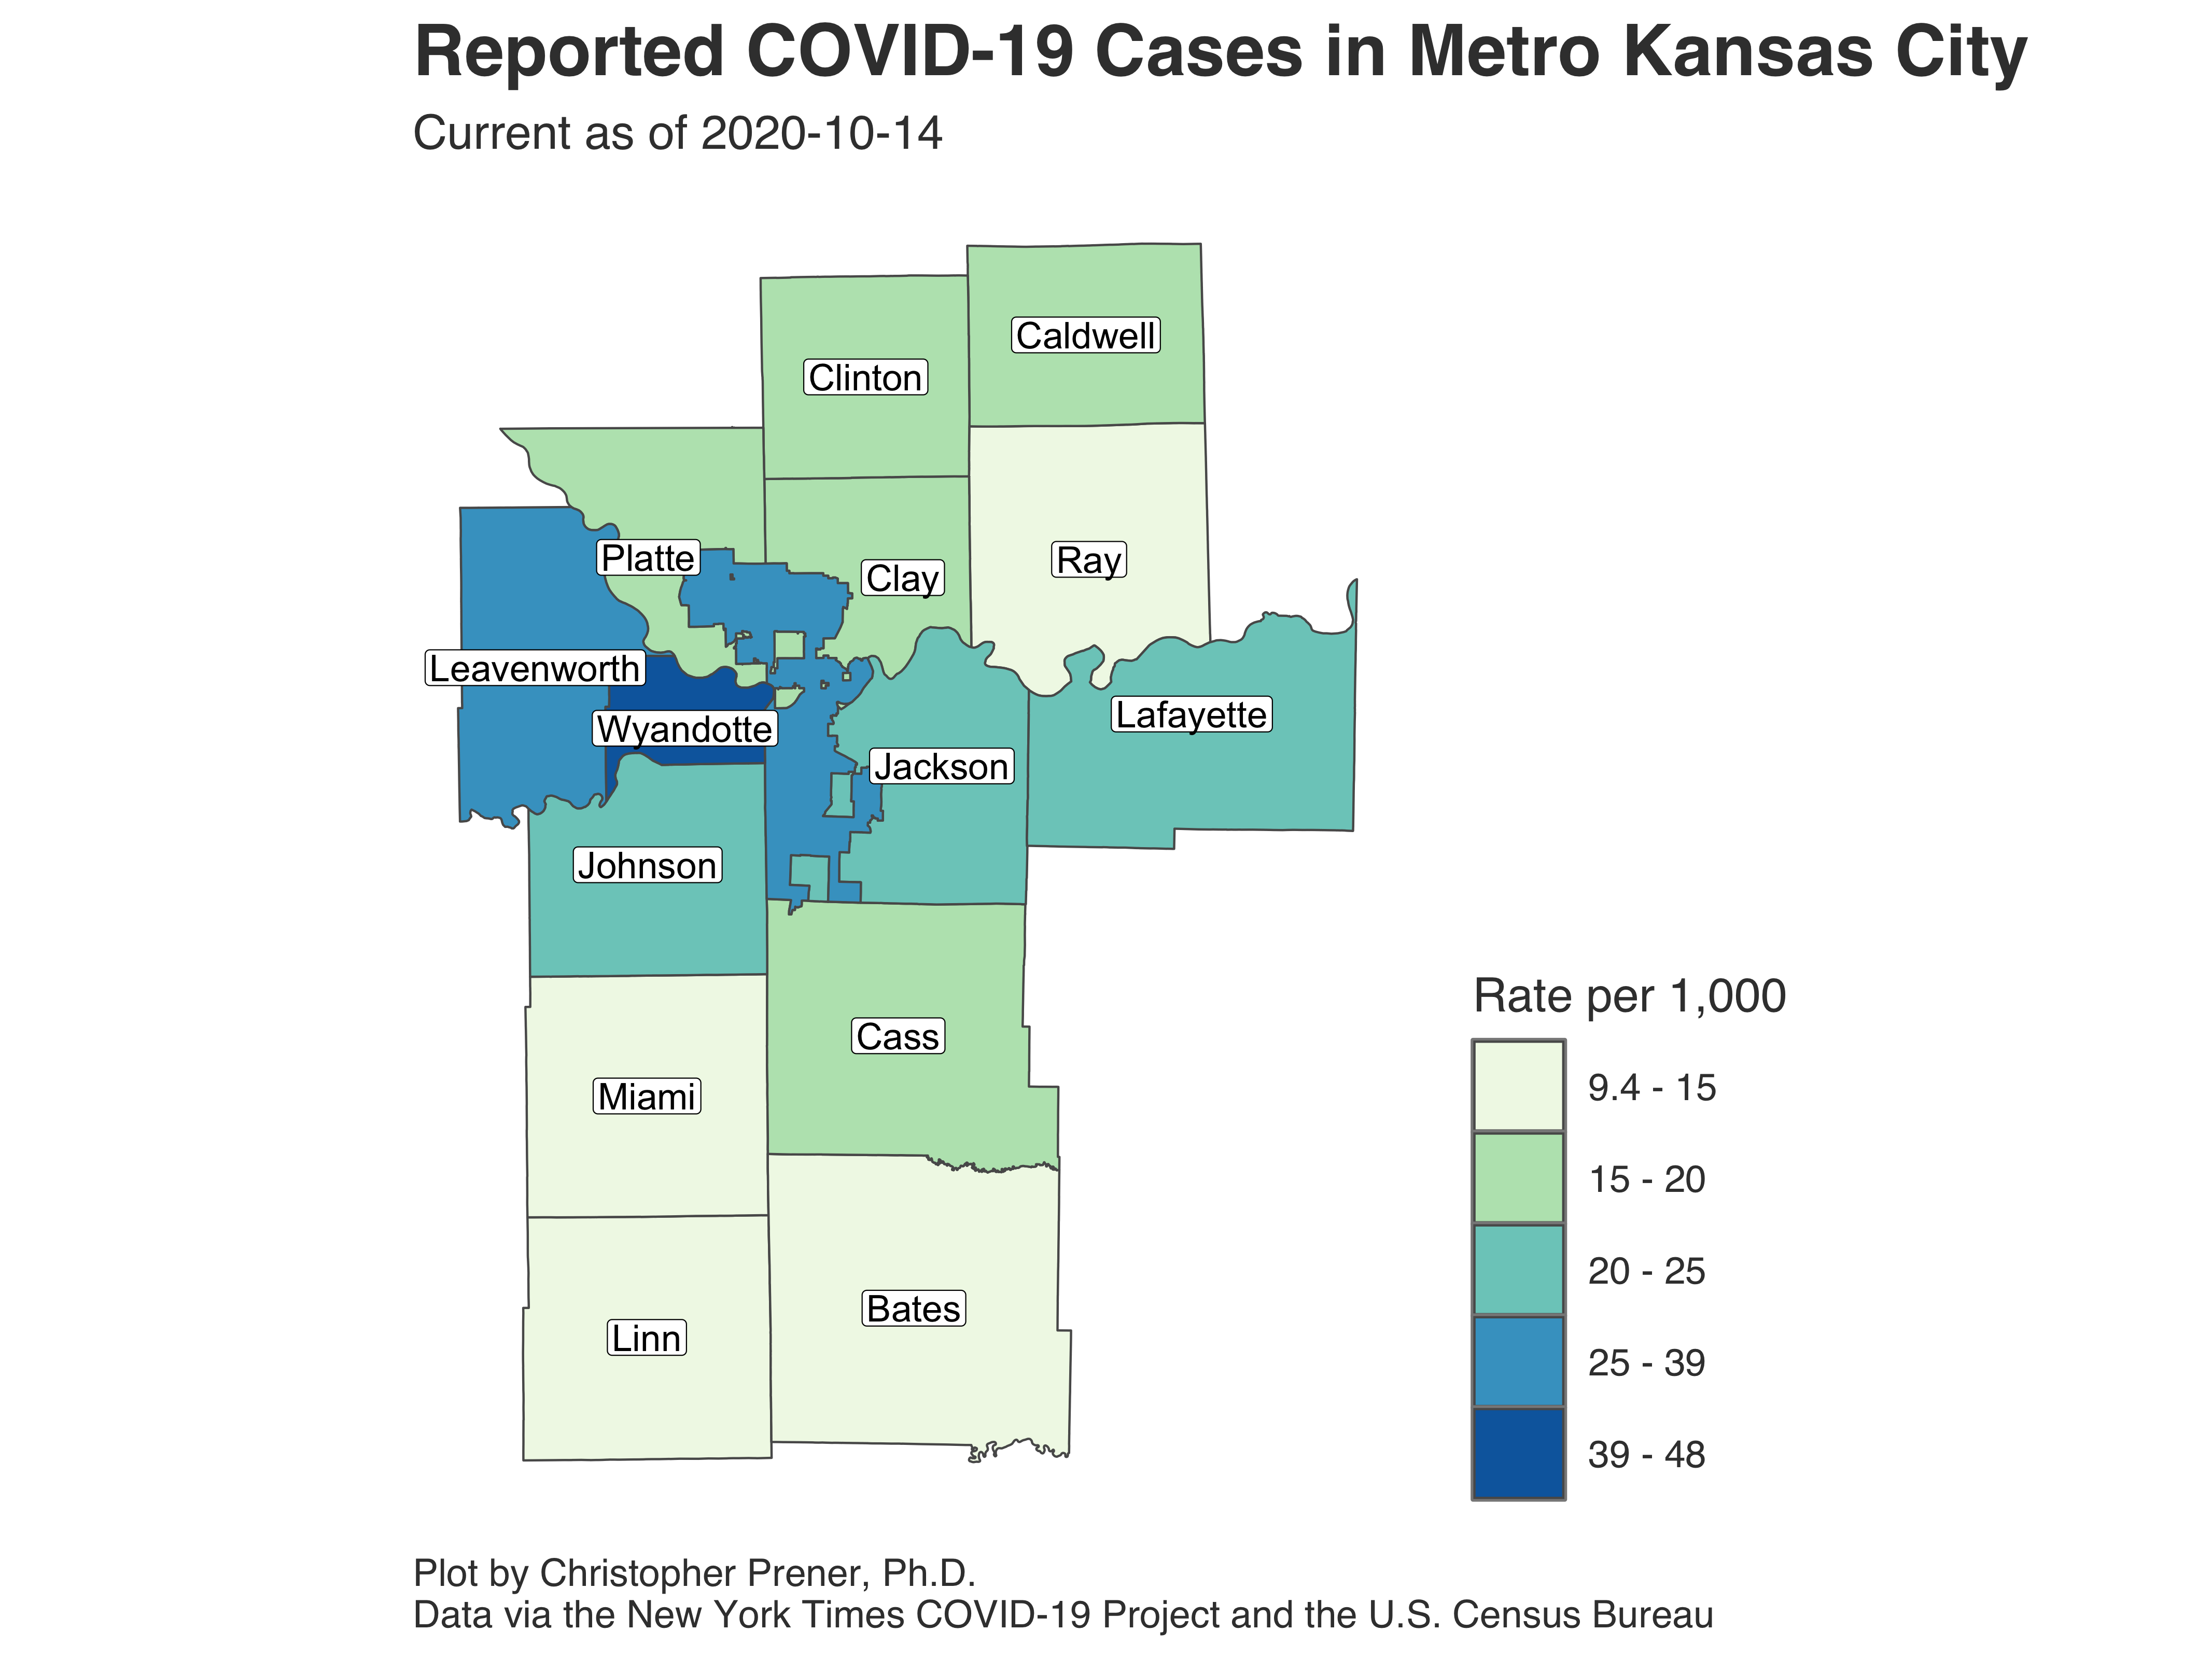 Reported COVID-19 Cases in Metro Kansas City
Current as of 2020-10-14
Caldwell
Clinton
Platte
Clay
Ray
Leavenworth
Wyandotte
Lafayette
Jackson
Johnson
Cass
Miami
Bates
Linn
Rate per 1,000
9.4 - 15
15 - 20
20 - 25
25 - 39
39 - 48
Plot by Christopher Prener, Ph.D.
Data via the New York Times COVID-19 Project and the U.S. Census Bureau